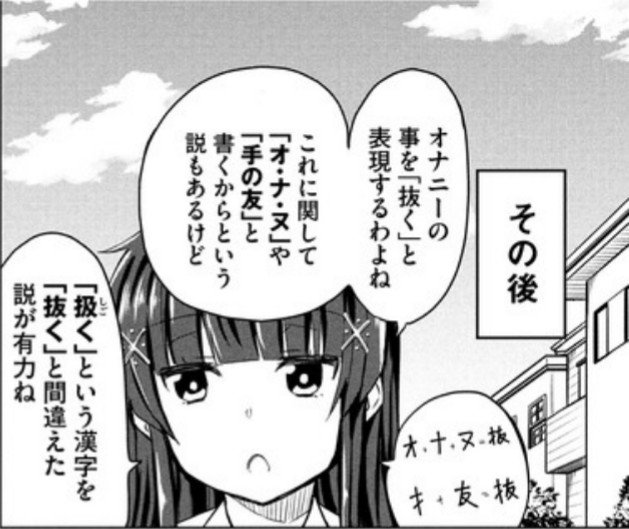 その後
オナニーの
事を「抜く」と
表現するわよね
これに関して
「オ・ナ・ヌ」や
「手の友」と
書くからという
説もあるけど
オ+ナ+ヌ=抜
扌+友=抜
「扱く」という漢字を
しご
「抜く」と間違えた
説が有力ね